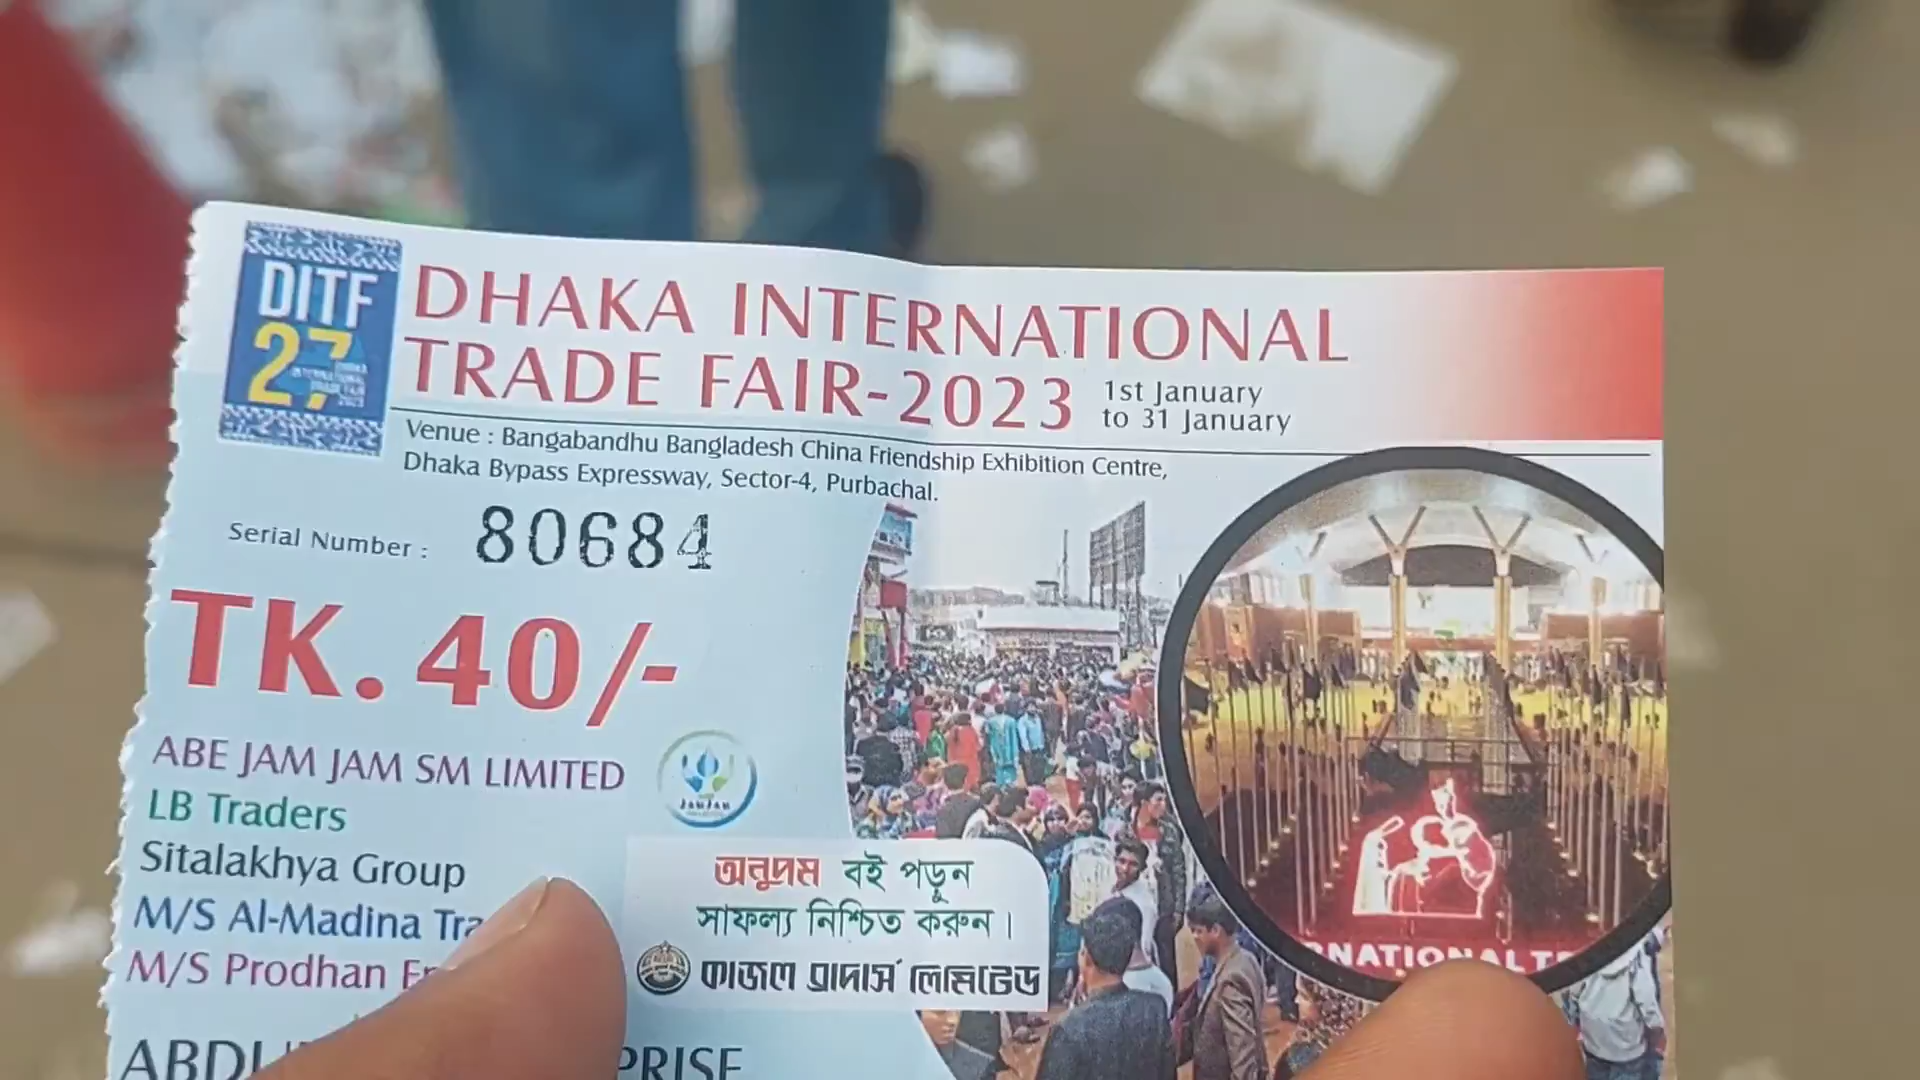 DITF
27
DHAKA INTERNATIONAL
TRADE FAIR-2023
1st January
to 31 January
Venue : Bangabandhu Bangladesh China Friendship Exhibition Centre,
Dhaka Bypass Expressway, Sector-4, Purbachal.
Serial Number : 80684
TK. 40/-
ABE JAM JAM SM LIMITED
JamJam
LB Traders
Sitalakhya Group
M/S Al-Madina
M/S Prodhan
অনুপম বই পড়ুন
সাফল্য নিশ্চিত করুন।
কাজল ব্রাদার্স লিমিটেড